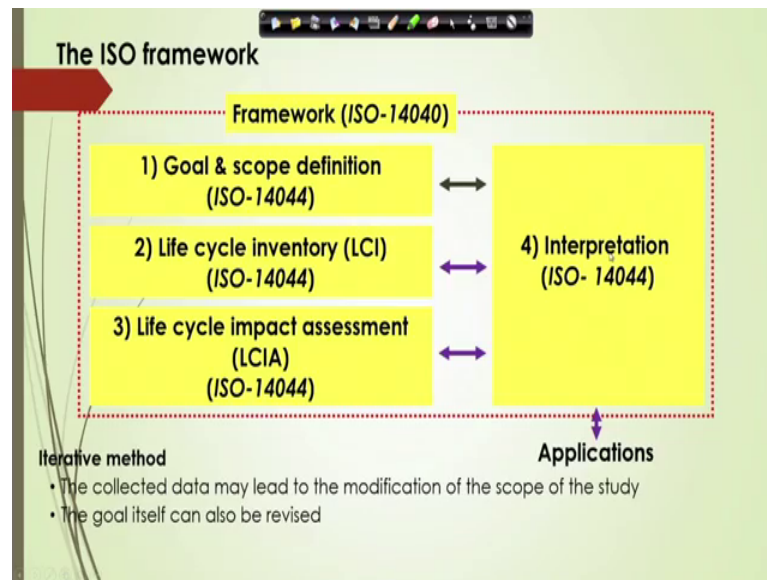 The ISO framework
Framework (ISO-14040)
1) Goal & scope definition
(ISO-14044)
2) Life cycle inventory (LCI)
(ISO-14044)
3) Life cycle impact assessment
(LCIA)
(ISO-14044)
4) Interpretation
(ISO- 14044)
Applications
Iterative method
• The collected data may lead to the modification of the scope of the study
• The goal itself can also be revised